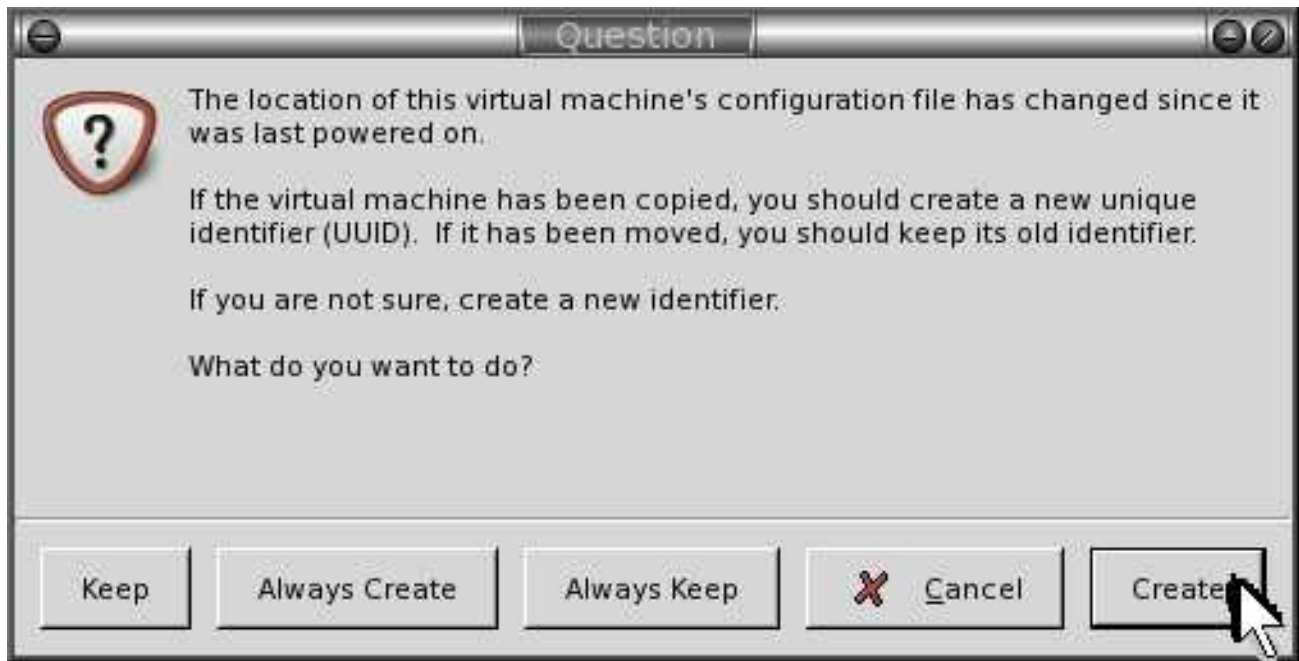 Question
The location of this virtual machine's configuration file has changed since it
was last powered on.
If the virtual machine has been copied, you should create a new unique
identifier (UUID).  If it has been moved, you should keep its old identifier.
If you are not sure, create a new identifier.
What do you want to do?
Keep Always Create Always Keep Cancel Create